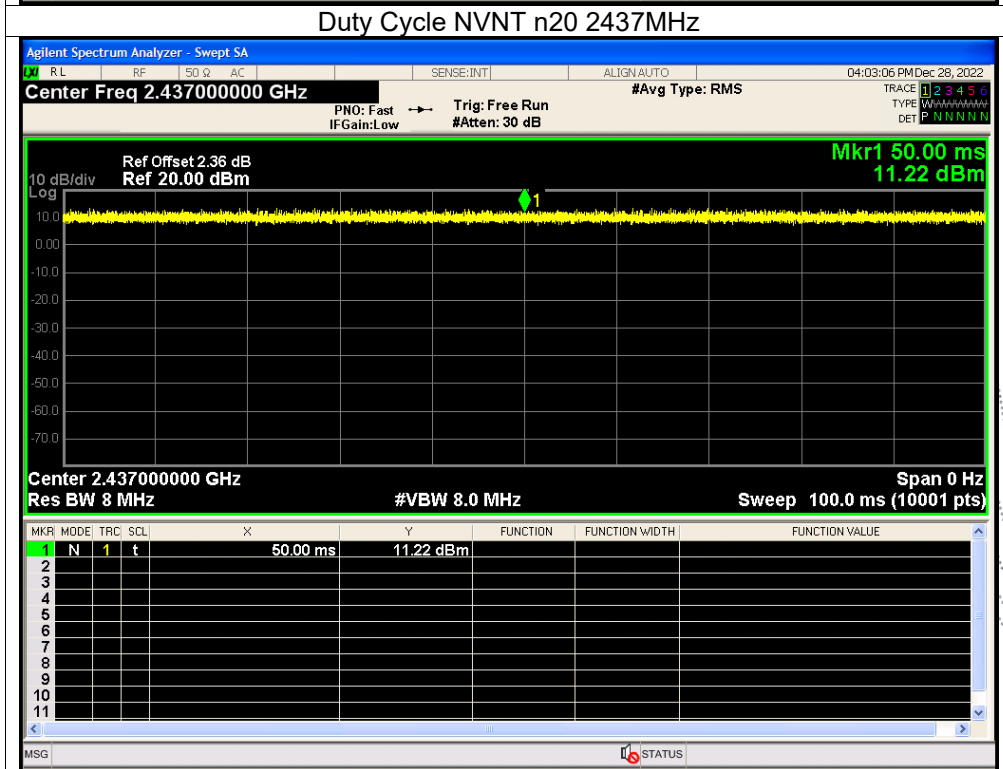 Duty Cycle NVNT n20 2437MHz
Agilent Spectrum Analyzer - Swept SA
LXI RL RF 50 Ω AC SENSE:INT ALIGN AUTO 04:03:06 PM Dec 28, 2022
Center Freq 2.437000000 GHz #Avg Type: RMS TRACE 1 2 3 4 5 6
PNO: Fast Trig: Free Run TYPE WWWWWW
IFGain:Low #Atten: 30 dB DET P N N N N N
Mkr1 50.00 ms
Ref Offset 2.36 dB
10 dB/div Ref 20.00 dBm 11.22 dBm
Log
1
10.0
0.00
-10.0
-20.0
-30.0
-40.0
-50.0
-60.0
-70.0
Center 2.437000000 GHz Span 0 Hz
Res BW 8 MHz #VBW 8.0 MHz Sweep 100.0 ms (10001 pts)
MKR MODE TRC SCL X Y FUNCTION FUNCTION WIDTH FUNCTION VALUE
1 N 1 t 50.00 ms 11.22 dBm
2
3
4
5
6
7
8
9
10
11
MSG STATUS